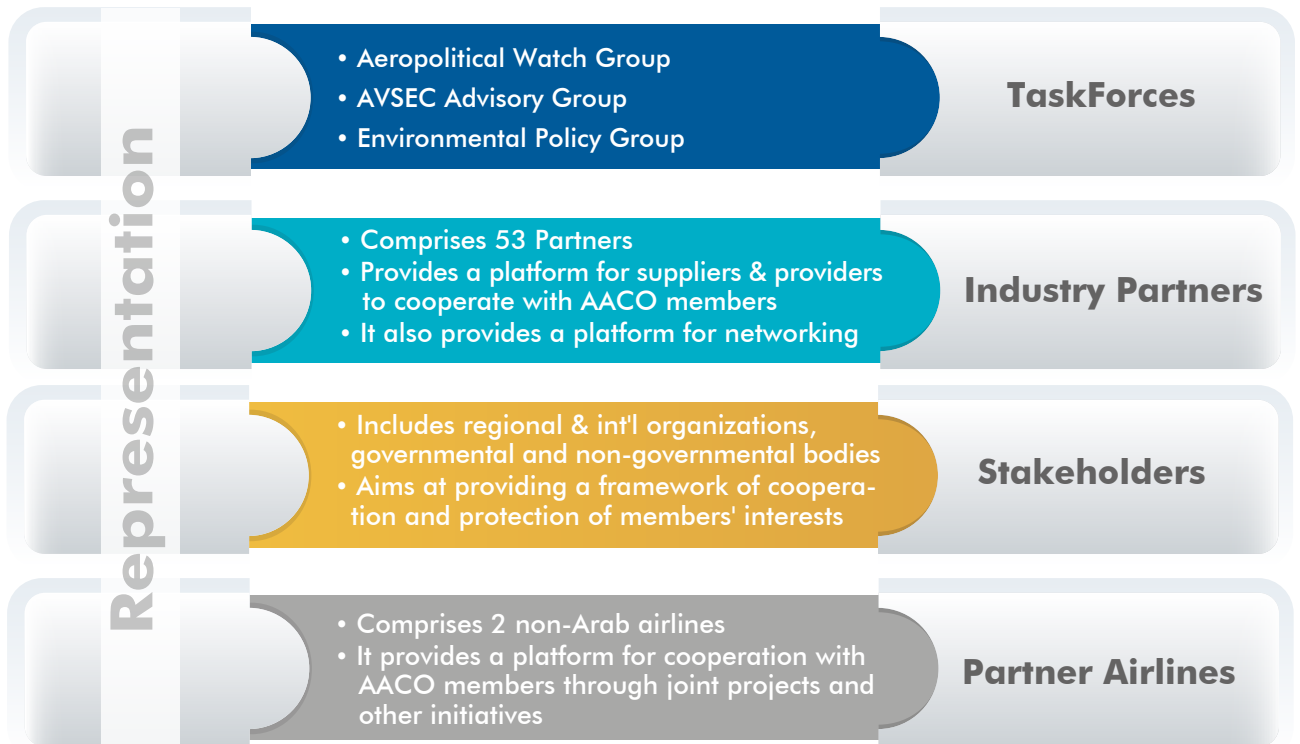 Representation
• Aeropolitical Watch Group
• AVSEC Advisory Group
• Environmental Policy Group
TaskForces
• Comprises 53 Partners
• Provides a platform for suppliers & providers
to cooperate with AACO members
• It also provides a platform for networking
Industry Partners
• Includes regional & int'l organizations,
governmental and non-governmental bodies
• Aims at providing a framework of coopera-
tion and protection of members' interests
Stakeholders
• Comprises 2 non-Arab airlines
• It provides a platform for cooperation with
AACO members through joint projects and
other initiatives
Partner Airlines